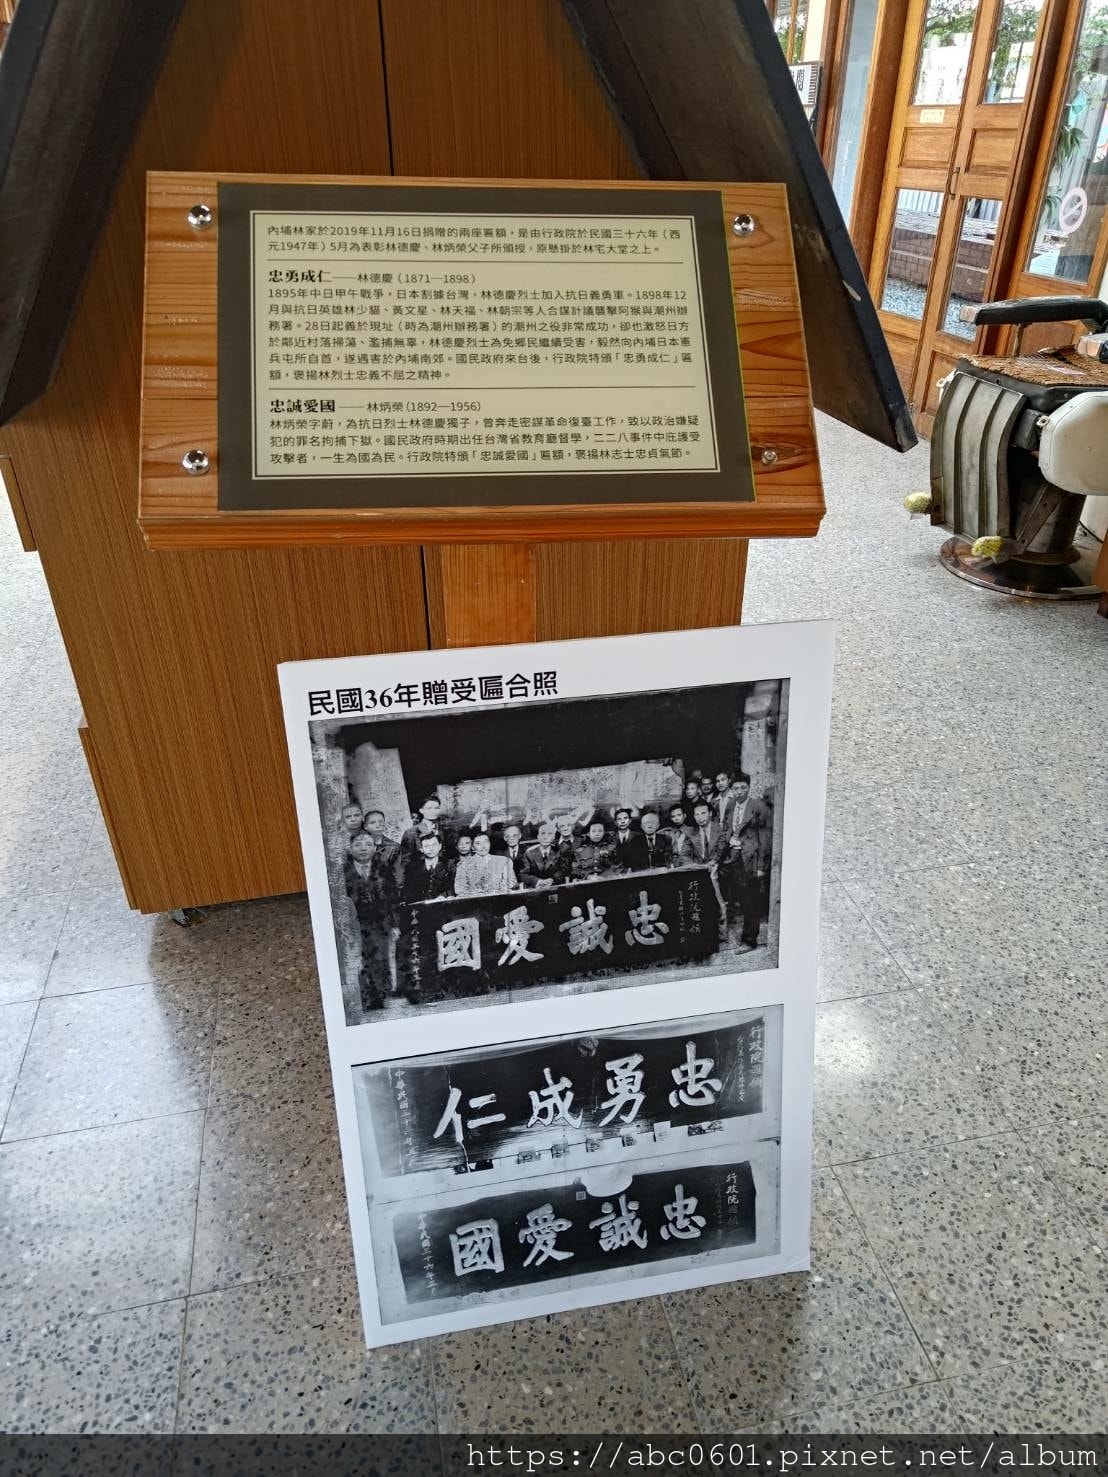 內埔林家於2019年11月16日捐贈的兩座匾額，是由行政院於民國三十六年（西
元1947年）5月為表彰林德慶、林炳榮父子所頒授，原懸掛於林宅大堂之上。
忠勇成仁——林德慶（1871—1898）
1895年中日甲午戰爭，日本割據台灣，林德慶烈士加入抗日義勇軍。1898年12
月與抗日英雄林少貓、黃文星、林天福、林朝宗等人合謀計議襲擊阿猴與潮州辦
務署。28日起義於現址（時為潮州辦務署）的潮州之役非常成功，卻也激怒日方
於鄰近村落掃蕩、濫捕無辜，林德慶烈士為免鄉民繼續受害，毅然向內埔日本憲
兵屯所自首，遂遇害於內埔南郊。國民政府來台後，行政院特頒「忠勇成仁」匾
額，褒揚林烈士忠義不屈之精神。
忠誠愛國——林炳榮（1892—1956）
林炳榮字蔚，為抗日烈士林德慶獨子，曾奔走密謀革命復臺工作，致以政治嫌疑
犯的罪名拘捕下獄。國民政府時期出任台灣省教育廳督學，二二八事件中庇護受
攻擊者，一生為國為民。行政院特頒「忠誠愛國」匾額，褒揚林志士忠貞氣節。
民國36年贈受匾合照
仁成勇忠
行政院頒
國愛誠忠
行政院
仁成勇忠
中華民國三十六年
行政院
國愛誠忠
中華民國三十六年
https://abc0601.pixnet.net/album